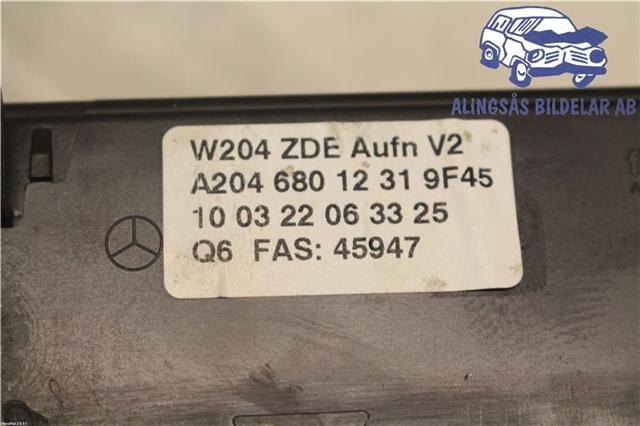 ALINGSÅS BILDELAR AB
W204 ZDE Aufn V2
A204 680 12 31 9F45
10 03 22 06 33 25
Q6 FAS: 45947